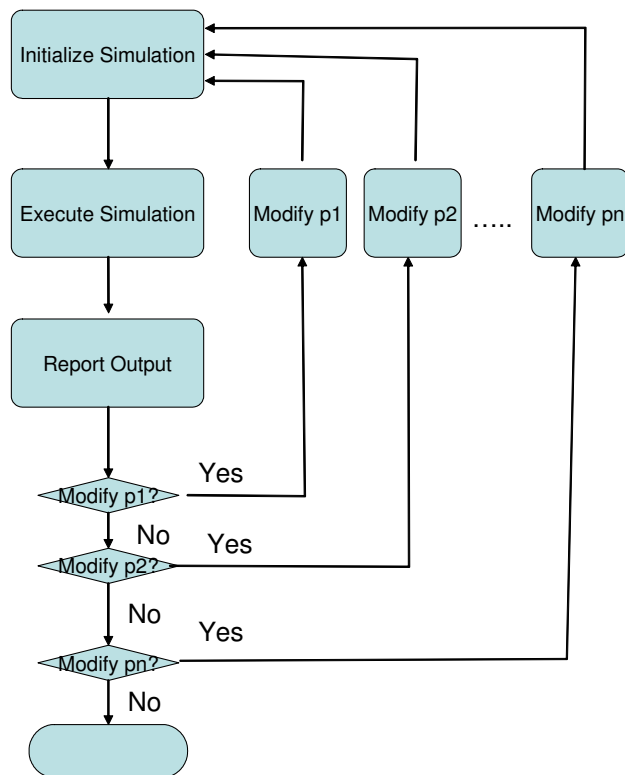 Initialize Simulation
Execute Simulation
Modify p1
Modify p2
…..
Modify pn
Report Output
Yes
Modify p1?
No
Yes
Modify p2?
No
Yes
Modify pn?
No